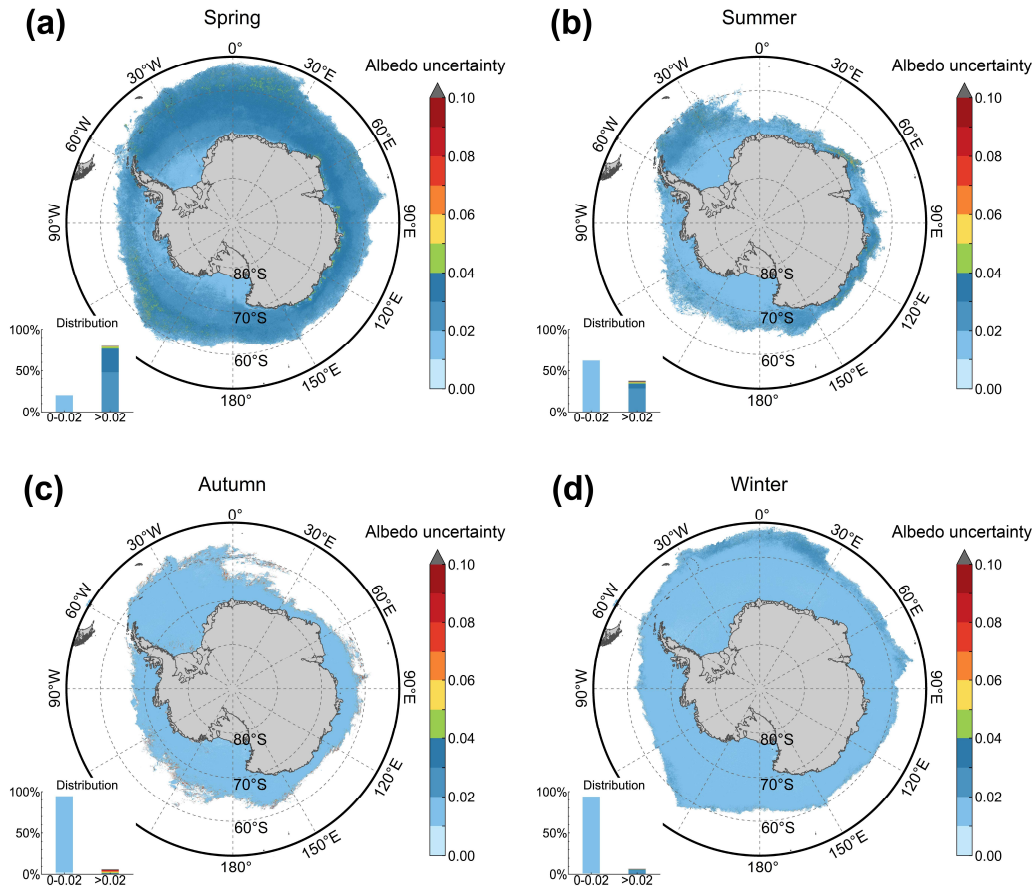 (a)
Spring
0°
30°E
60°E
90°E
120°E
150°E
180°
90°W
60°W
30°W
80°S
70°S
60°S
Albedo uncertainty
0.10
0.08
0.06
0.04
0.02
0.00
Distribution
100%
50%
0%
0-0.02
>0.02
(b)
Summer
0°
30°E
60°E
90°E
120°E
150°E
180°
90°W
60°W
30°W
80°S
70°S
60°S
Albedo uncertainty
0.10
0.08
0.06
0.04
0.02
0.00
Distribution
100%
50%
0%
0-0.02
>0.02
(c)
Autumn
0°
30°E
60°E
90°E
120°E
150°E
180°
90°W
60°W
30°W
80°S
70°S
60°S
Albedo uncertainty
0.10
0.08
0.06
0.04
0.02
0.00
Distribution
100%
50%
0%
0-0.02
>0.02
(d)
Winter
0°
30°E
60°E
90°E
120°E
150°E
180°
90°W
60°W
30°W
80°S
70°S
60°S
Albedo uncertainty
0.10
0.08
0.06
0.04
0.02
0.00
Distribution
100%
50%
0%
0-0.02
>0.02